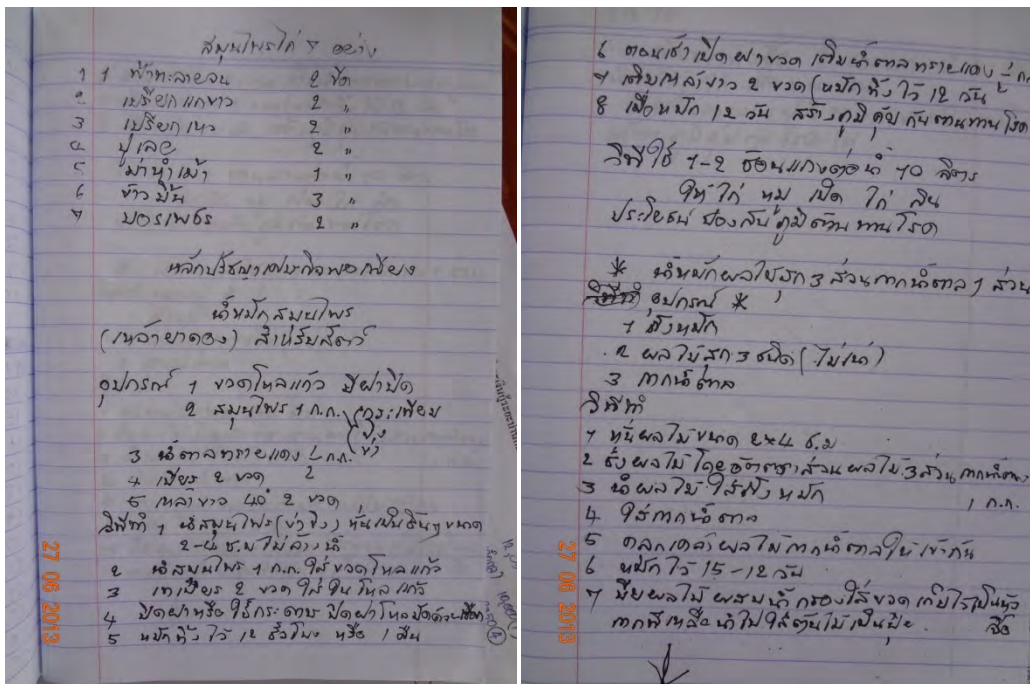 สมุนไพรไก่ 7 อย่าง
1 ฟ้าทะลายจน 2 ขีด
2 เปรียกแกขาว 2 "
3 เปรียกเหว 2 "
4 ปูเลย 2 "
5 ม่าน้ำเม้า 1 "
6 ข้าวมิ้น 3 "
7 บอรเพชร 2 "
หลักปรัชญาเศรษกิจพอเพียง
น้ำหมักสมุนไพร
(เหล้ายาดอง) สำหรับสัตว์
อุปกรณ์ 1 ขวดโหลแก้ว มีฝาปิด
2 สมุนไพร 1 ก.ก. กระเทียม
ขิง
3 น้ำตาลทรายแดง ก.ก. ข่า
4 เบียร 2 ขวด
5 เหล้าขาว 40° 2 ขวด
วิธีทำ 1 นำสมุนไพร (ข่า ขิง) หั่นเป็นชิ้นๆ ขนาด
2-4 ซ.ม ไม่ล้างน้ำ
2 นำสมุนไพร 1 ก.ก. ใส่ขวดโหลแก้ว
3 เทเบียร 2 ขวด ใส่ในโหลแก้ว
4 ปิดฝาหรือใช้กระดาษ ปิดฝาโหลมัดด้วยเชือก
5 หมักทิ้งไว้ 12 ชั่วโมง หรือ 1 คืน
27 06 2013
6 ตอนเช้าเปิดฝาขวด เติมน้ำตาลทรายแดง
7 เติมเหล้าขาว 2 ขวด (หมักทิ้งไว้ 12 วัน
8 เมื่อหมัก 12 วัน สร้างภูมิคุ้มกันตานทานโรค
วิธีใช้ 1-2 ช้อนแกงต่อน้ำ 10 ลิตร
ให้ไก่ หมู เป็ด ไก่ กิน
ประโยชน์ ป้องกันภูมิต้านทานโรค
* น้ำหมักผลไม้สุก 3 ส่วนกากน้ำตาล 1 ส่วน
อุปกรณ์ *
1 ถังหมัก
2 ผลไม้สุก 3 ชนิด (ไม่เน่า)
3 กากน้ำตาล
วิธีทำ
1 หั่นผลไม้ขนาด 2x4 ซ.ม
2 ชั่งผลไม้โดยอัตตราส่วนผลไม้ 3 ส่วน กากน้ำตาล
3 นำผลไม้ใส่ถังหมัก 1 ก.ก.
4 ใส่กากน้ำตาล
5 คลุกเคล้าผลไม้กากน้ำตาลให้เข้ากัน
6 หมักไว้ 15-12 วัน
7 มีผลไม้ผสมน้ำกรองใส่ขวดเก็บไว้เป็นหัวเชื้อ
กากที่เหลือนำไปใส่ต้นไม้เป็นปุ๋ย
27 06 2013